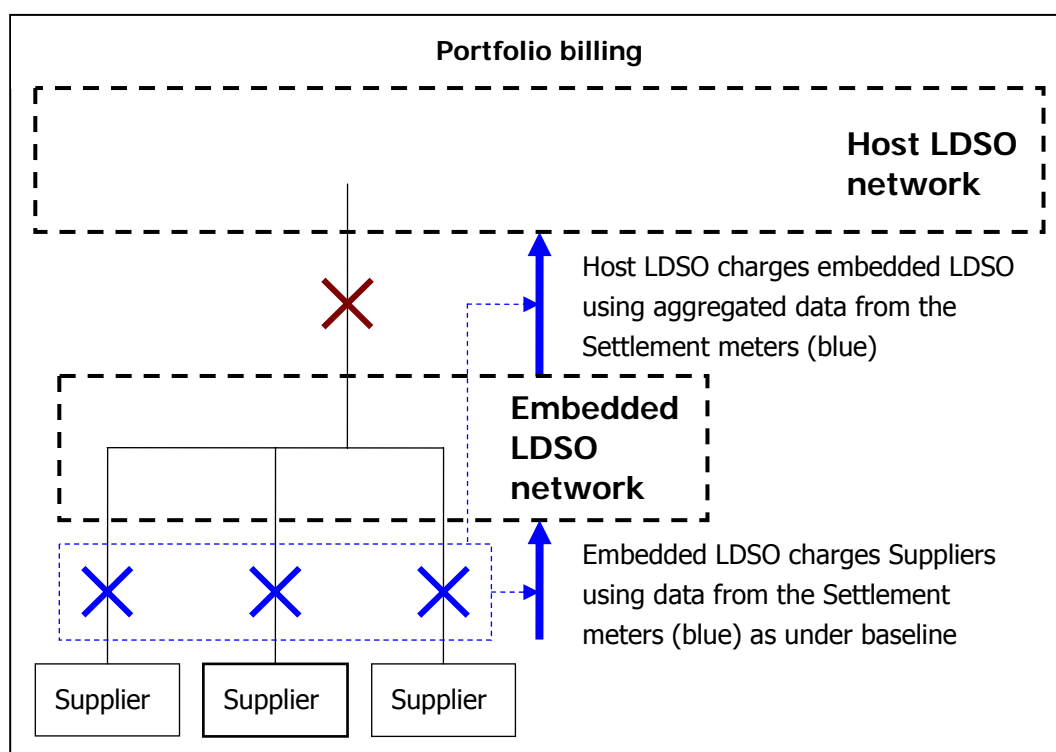 Portfolio billing
Host LDSO
network
Host LDSO charges embedded LDSO
using aggregated data from the
Settlement meters (blue)
Embedded
LDSO
network
Embedded LDSO charges Suppliers
using data from the Settlement
meters (blue) as under baseline
Supplier
Supplier
Supplier